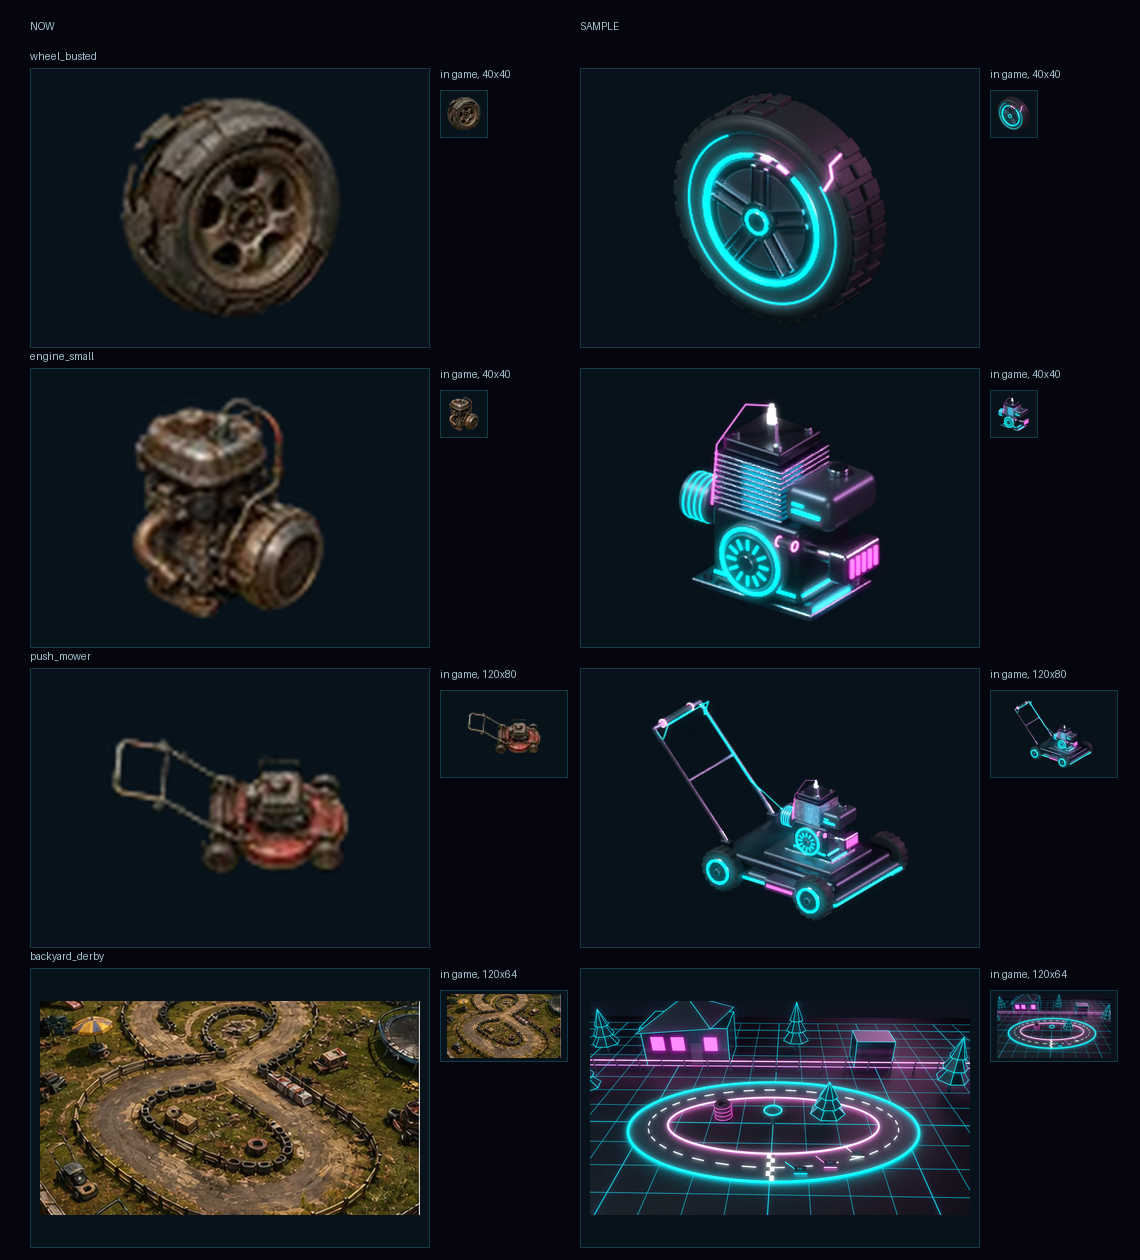 NOW
SAMPLE
wheel_busted
in game, 40x40
in game, 40x40
engine_small
in game, 40x40
in game, 40x40
push_mower
in game, 120x80
in game, 120x80
backyard_derby
in game, 120x64
in game, 120x64